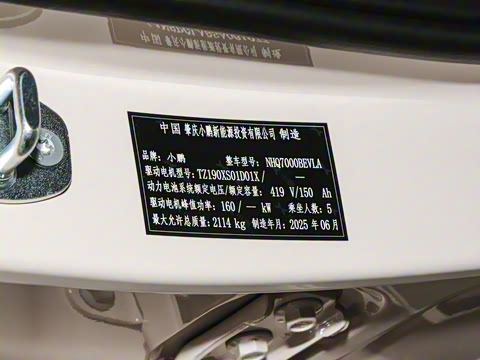 中国 肇庆小鹏新能源投资有限公司 制造
品牌：小鹏 整车型号：NHQ7000BEVLA
驱动电机型号：TZ190XS01D01X/ —
动力电池系统额定电压/额定容量： 419 V/150 Ah
驱动电机峰值功率：160/— kW 乘坐人数：5
最大允许总质量：2114 kg 制造年月：2025 年 06 月